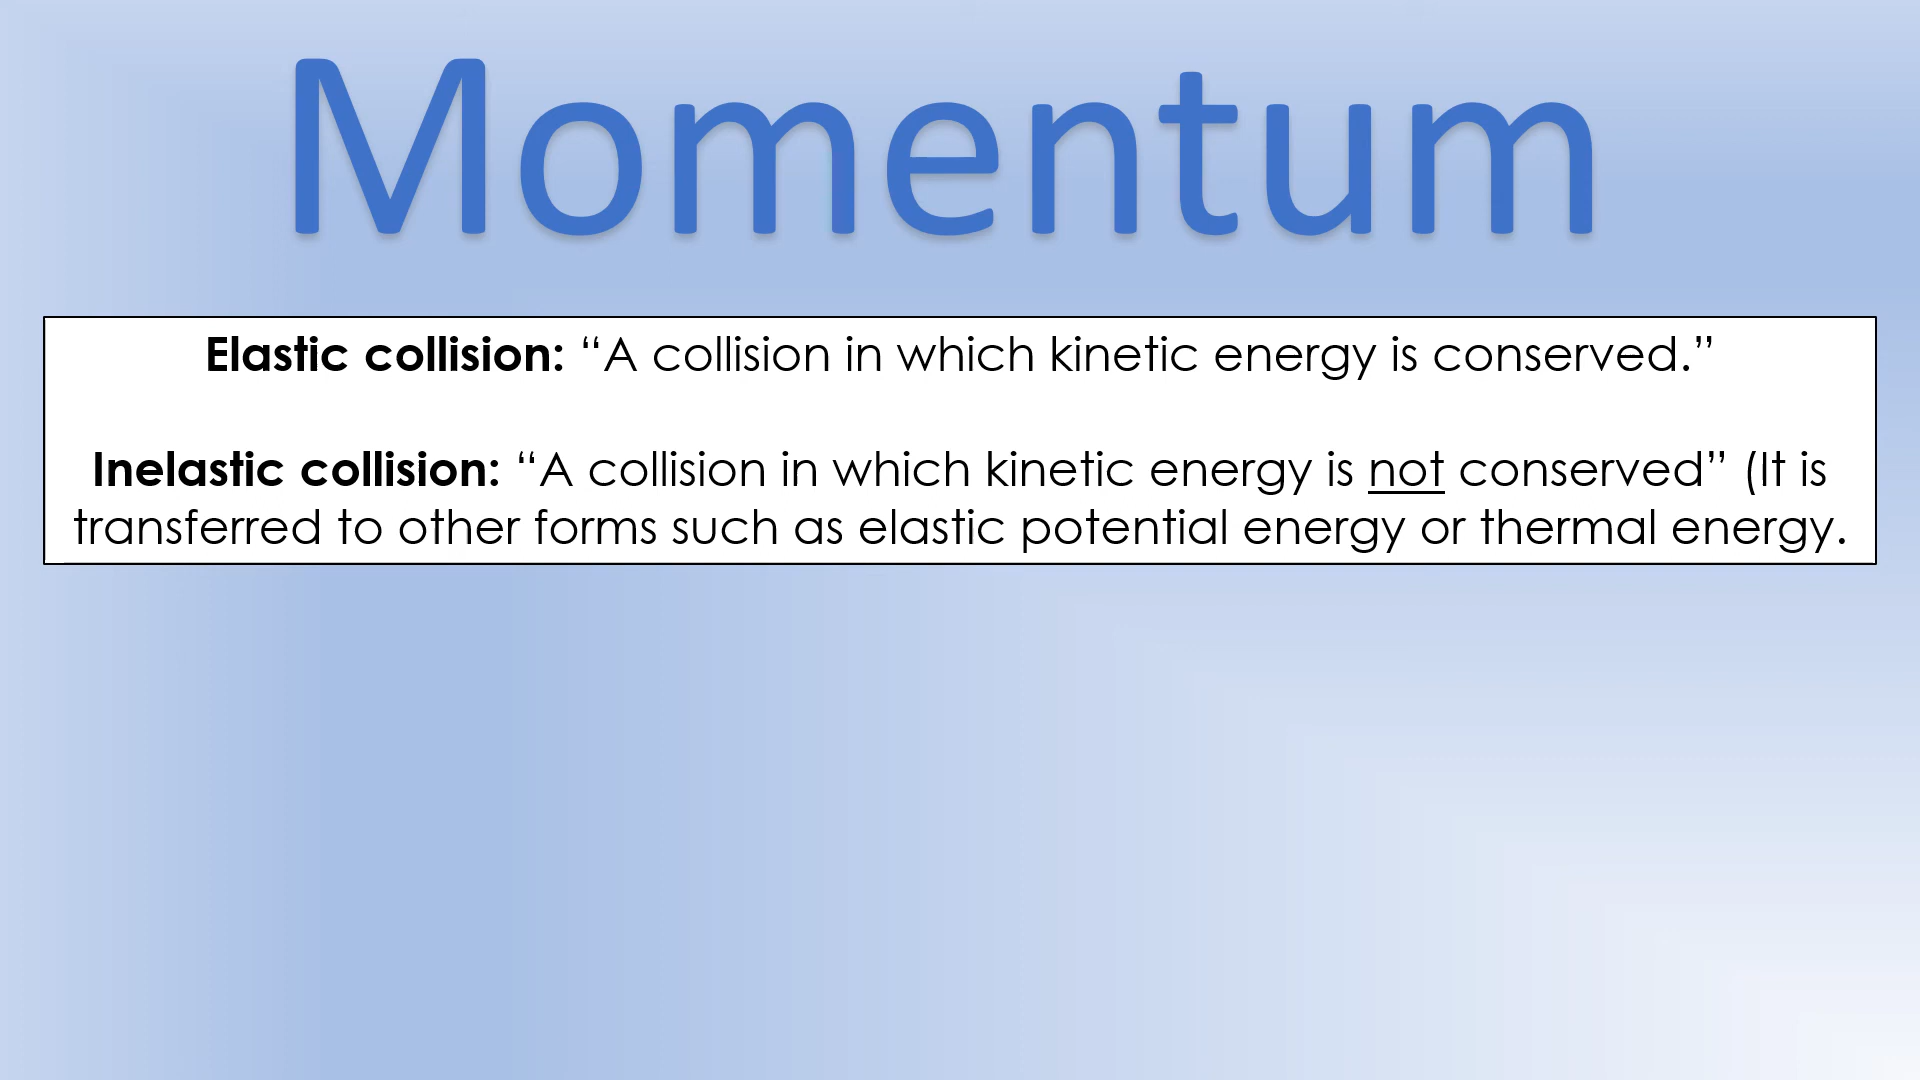 Momentum
Elastic collision: “A collision in which kinetic energy is conserved.”
Inelastic collision: “A collision in which kinetic energy is not conserved” (It is
transferred to other forms such as elastic potential energy or thermal energy.